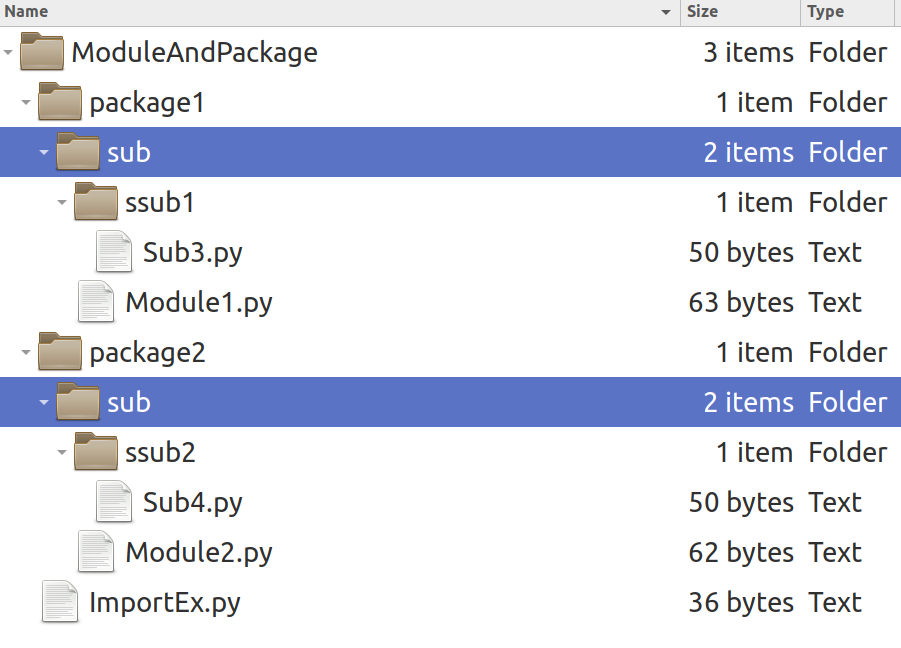 Name Size Type
ModuleAndPackage 3 items Folder
package1 1 item Folder
sub 2 items Folder
ssub1 1 item Folder
Sub3.py 50 bytes Text
Module1.py 63 bytes Text
package2 1 item Folder
sub 2 items Folder
ssub2 1 item Folder
Sub4.py 50 bytes Text
Module2.py 62 bytes Text
ImportEx.py 36 bytes Text